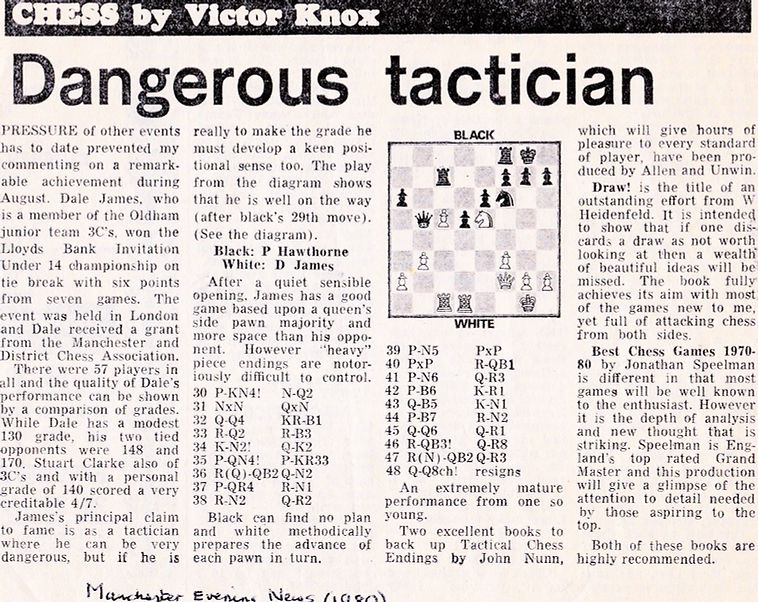 CHESS by Victor Knox
Dangerous tactician
PRESSURE of other events
has to date prevented my
commenting on a remark-
able achievement during
August. Dale James, who
is a member of the Oldham
junior team 3C's, won the
Lloyds Bank Invitation
Under 14 championship on
tie break with six points
from seven games. The
event was held in London
and Dale received a grant
from the Manchester and
District Chess Association.
There were 57 players in
all and the quality of Dale's
performance can be shown
by a comparison of grades.
While Dale has a modest
130 grade, his two tied
opponents were 148 and
170. Stuart Clarke also of
3C's and with a personal
grade of 140 scored a very
creditable 4/7.
James's principal claim
to fame is as a tactician
where he can be very
dangerous, but if he is
really to make the grade he
must develop a keen posi-
tional sense too. The play
from the diagram shows
that he is well on the way
(after black's 29th move).
(See the diagram).
Black: P Hawthorne
White: D James
After a quiet sensible
opening, James has a good
game based upon a queen's
side pawn majority and
more space than his oppo-
nent. However "heavy"
piece endings are notor-
iously difficult to control.
30 P-KN4! N-Q2
31 NxN QxN
32 Q-Q4 KR-B1
33 R-Q2 R-B3
34 K-N2! Q-K2
35 P-QN4! P-KR33
36 R(Q)-QB2 Q-N2
37 P-QR4 R-N1
38 R-N2 Q-R2
Black can find no plan
and white methodically
prepares the advance of
each pawn in turn.
BLACK
WHITE
39 P-N5 PxP
40 PxP R-QB1
41 P-N6 Q-R3
42 P-B6 K-R1
43 Q-B5 K-N1
44 P-B7 R-N2
45 Q-Q6 Q-R1
46 R-QB3! Q-R8
47 R(N)-QB2 Q-R3
48 Q-Q8ch! resigns
An extremely mature
performance from one so
young.
Two excellent books to
back up Tactical Chess
Endings by John Nunn,
which will give hours of
pleasure to every standard
of player, have been pro-
duced by Allen and Unwin.
Draw! is the title of an
outstanding effort from W
Heidenfeld. It is intended
to show that if one dis-
cards a draw as not worth
looking at then a wealth
of beautiful ideas will be
missed. The book fully
achieves its aim with most
of the games new to me,
yet full of attacking chess
from both sides.
Best Chess Games 1970-
80 by Jonathan Speelman
is different in that most
games will be well known
to the enthusiast. However
it is the depth of analysis
and new thought that is
striking. Speelman is Eng-
land's top rated Grand
Master and this production
will give a glimpse of the
attention to detail needed
by those aspiring to the
top.
Both of these books are
highly recommended.
Manchester Evening News (1980)